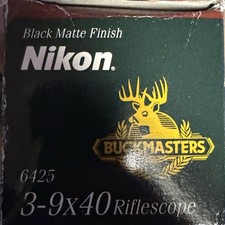 Black Matte Finish
Nikon®
BUCKMASTERS
6425
3-9x40 Riflescope